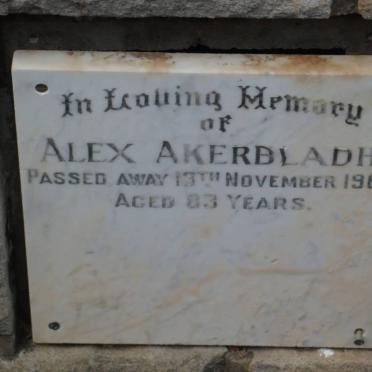 In Loving Memory
of
ALEX AKERBLADH
PASSED AWAY 13TH NOVEMBER
AGED 83 YEARS.